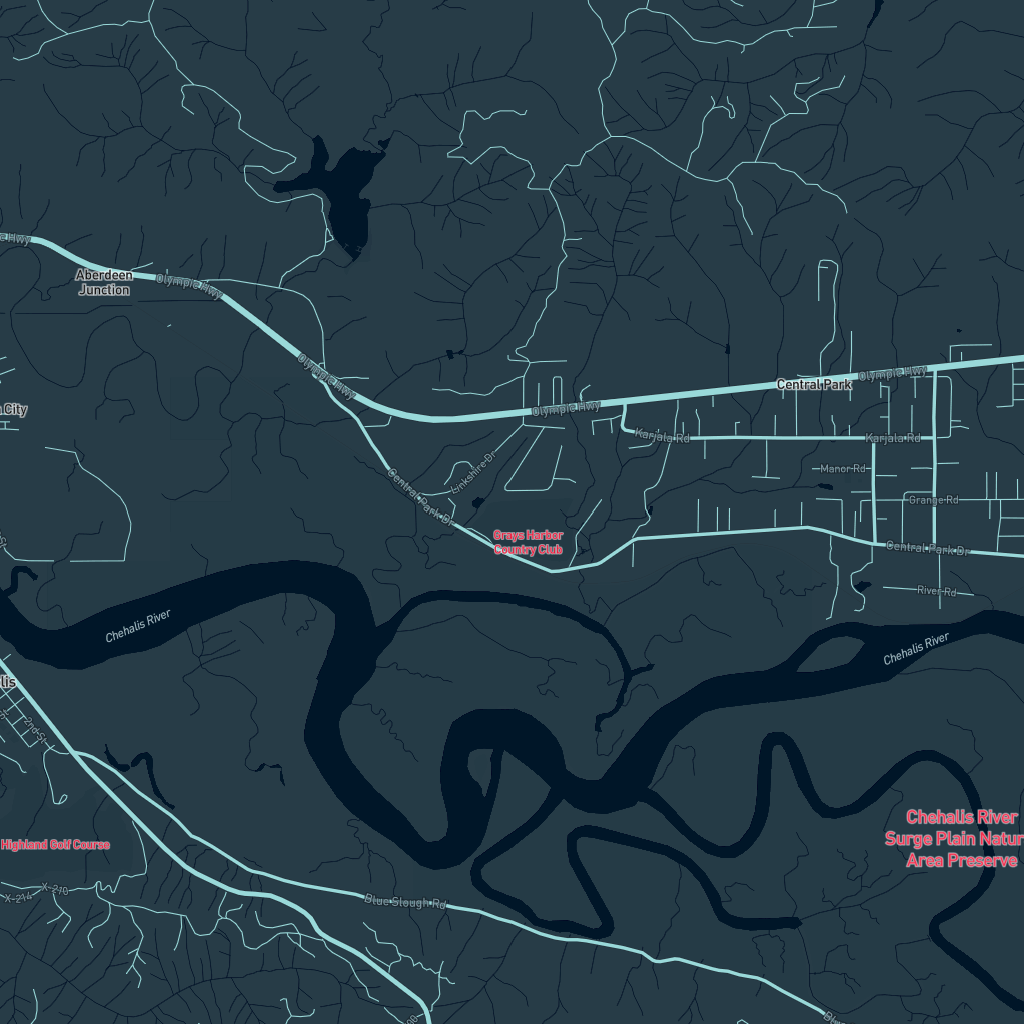 Olympic Hwy
Aberdeen
Junction
Olympic Hwy
Olympic Hwy
Olympic Hwy
Olympic Hwy
Central Park
City
Karjala Rd
Karjala Rd
Linkshire Dr
Manor Rd
Central Park Dr
Grange Rd
Grays Harbor
Country Club
Central Park Dr
St
River Rd
Chehalis River
Chehalis River
lis
2nd St
Chehalis River
Surge Plain Natur
Area Preserve
Highland Golf Course
X-210
X-214
Blue Slough Rd